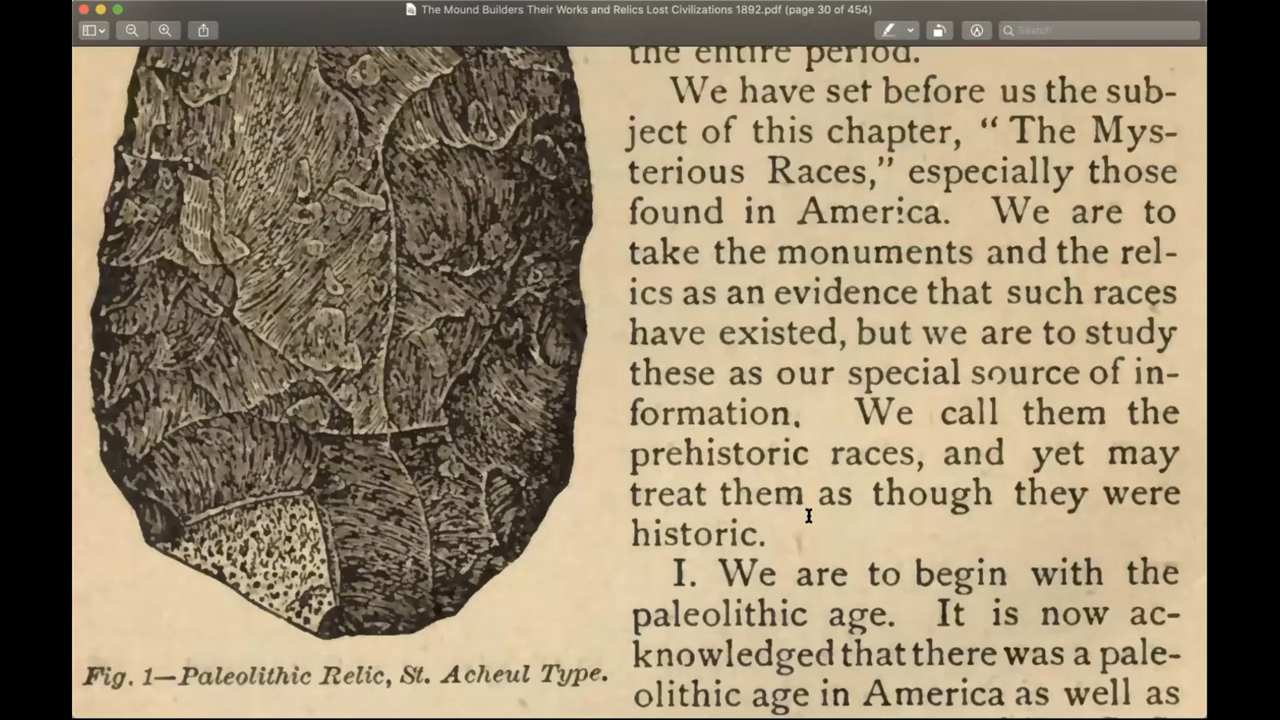 The Mound Builders Their Works and Relics Lost Civilizations 1892.pdf (page 30 of 454)
Search
the entire period.
We have set before us the sub-
ject of this chapter, “ The Mys-
terious Races,” especially those
found in America. We are to
take the monuments and the rel-
ics as an evidence that such races
have existed, but we are to study
these as our special source of in-
formation. We call them the
prehistoric races, and yet may
treat them as though they were
historic.
I. We are to begin with the
paleolithic age. It is now ac-
knowledged that there was a pale-
olithic age in America as well as
Fig. 1—Paleolithic Relic, St. Acheul Type.